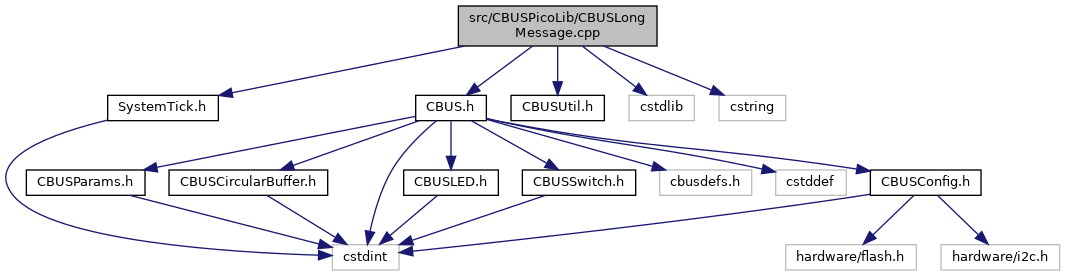 src/CBUSPicoLib/CBUSLong
Message.cpp
SystemTick.h
CBUS.h
CBUSUtil.h
cstdlib
cstring
CBUSParams.h
CBUSCircularBuffer.h
CBUSLED.h
CBUSSwitch.h
cbusdefs.h
cstddef
CBUSConfig.h
cstdint
hardware/flash.h
hardware/i2c.h